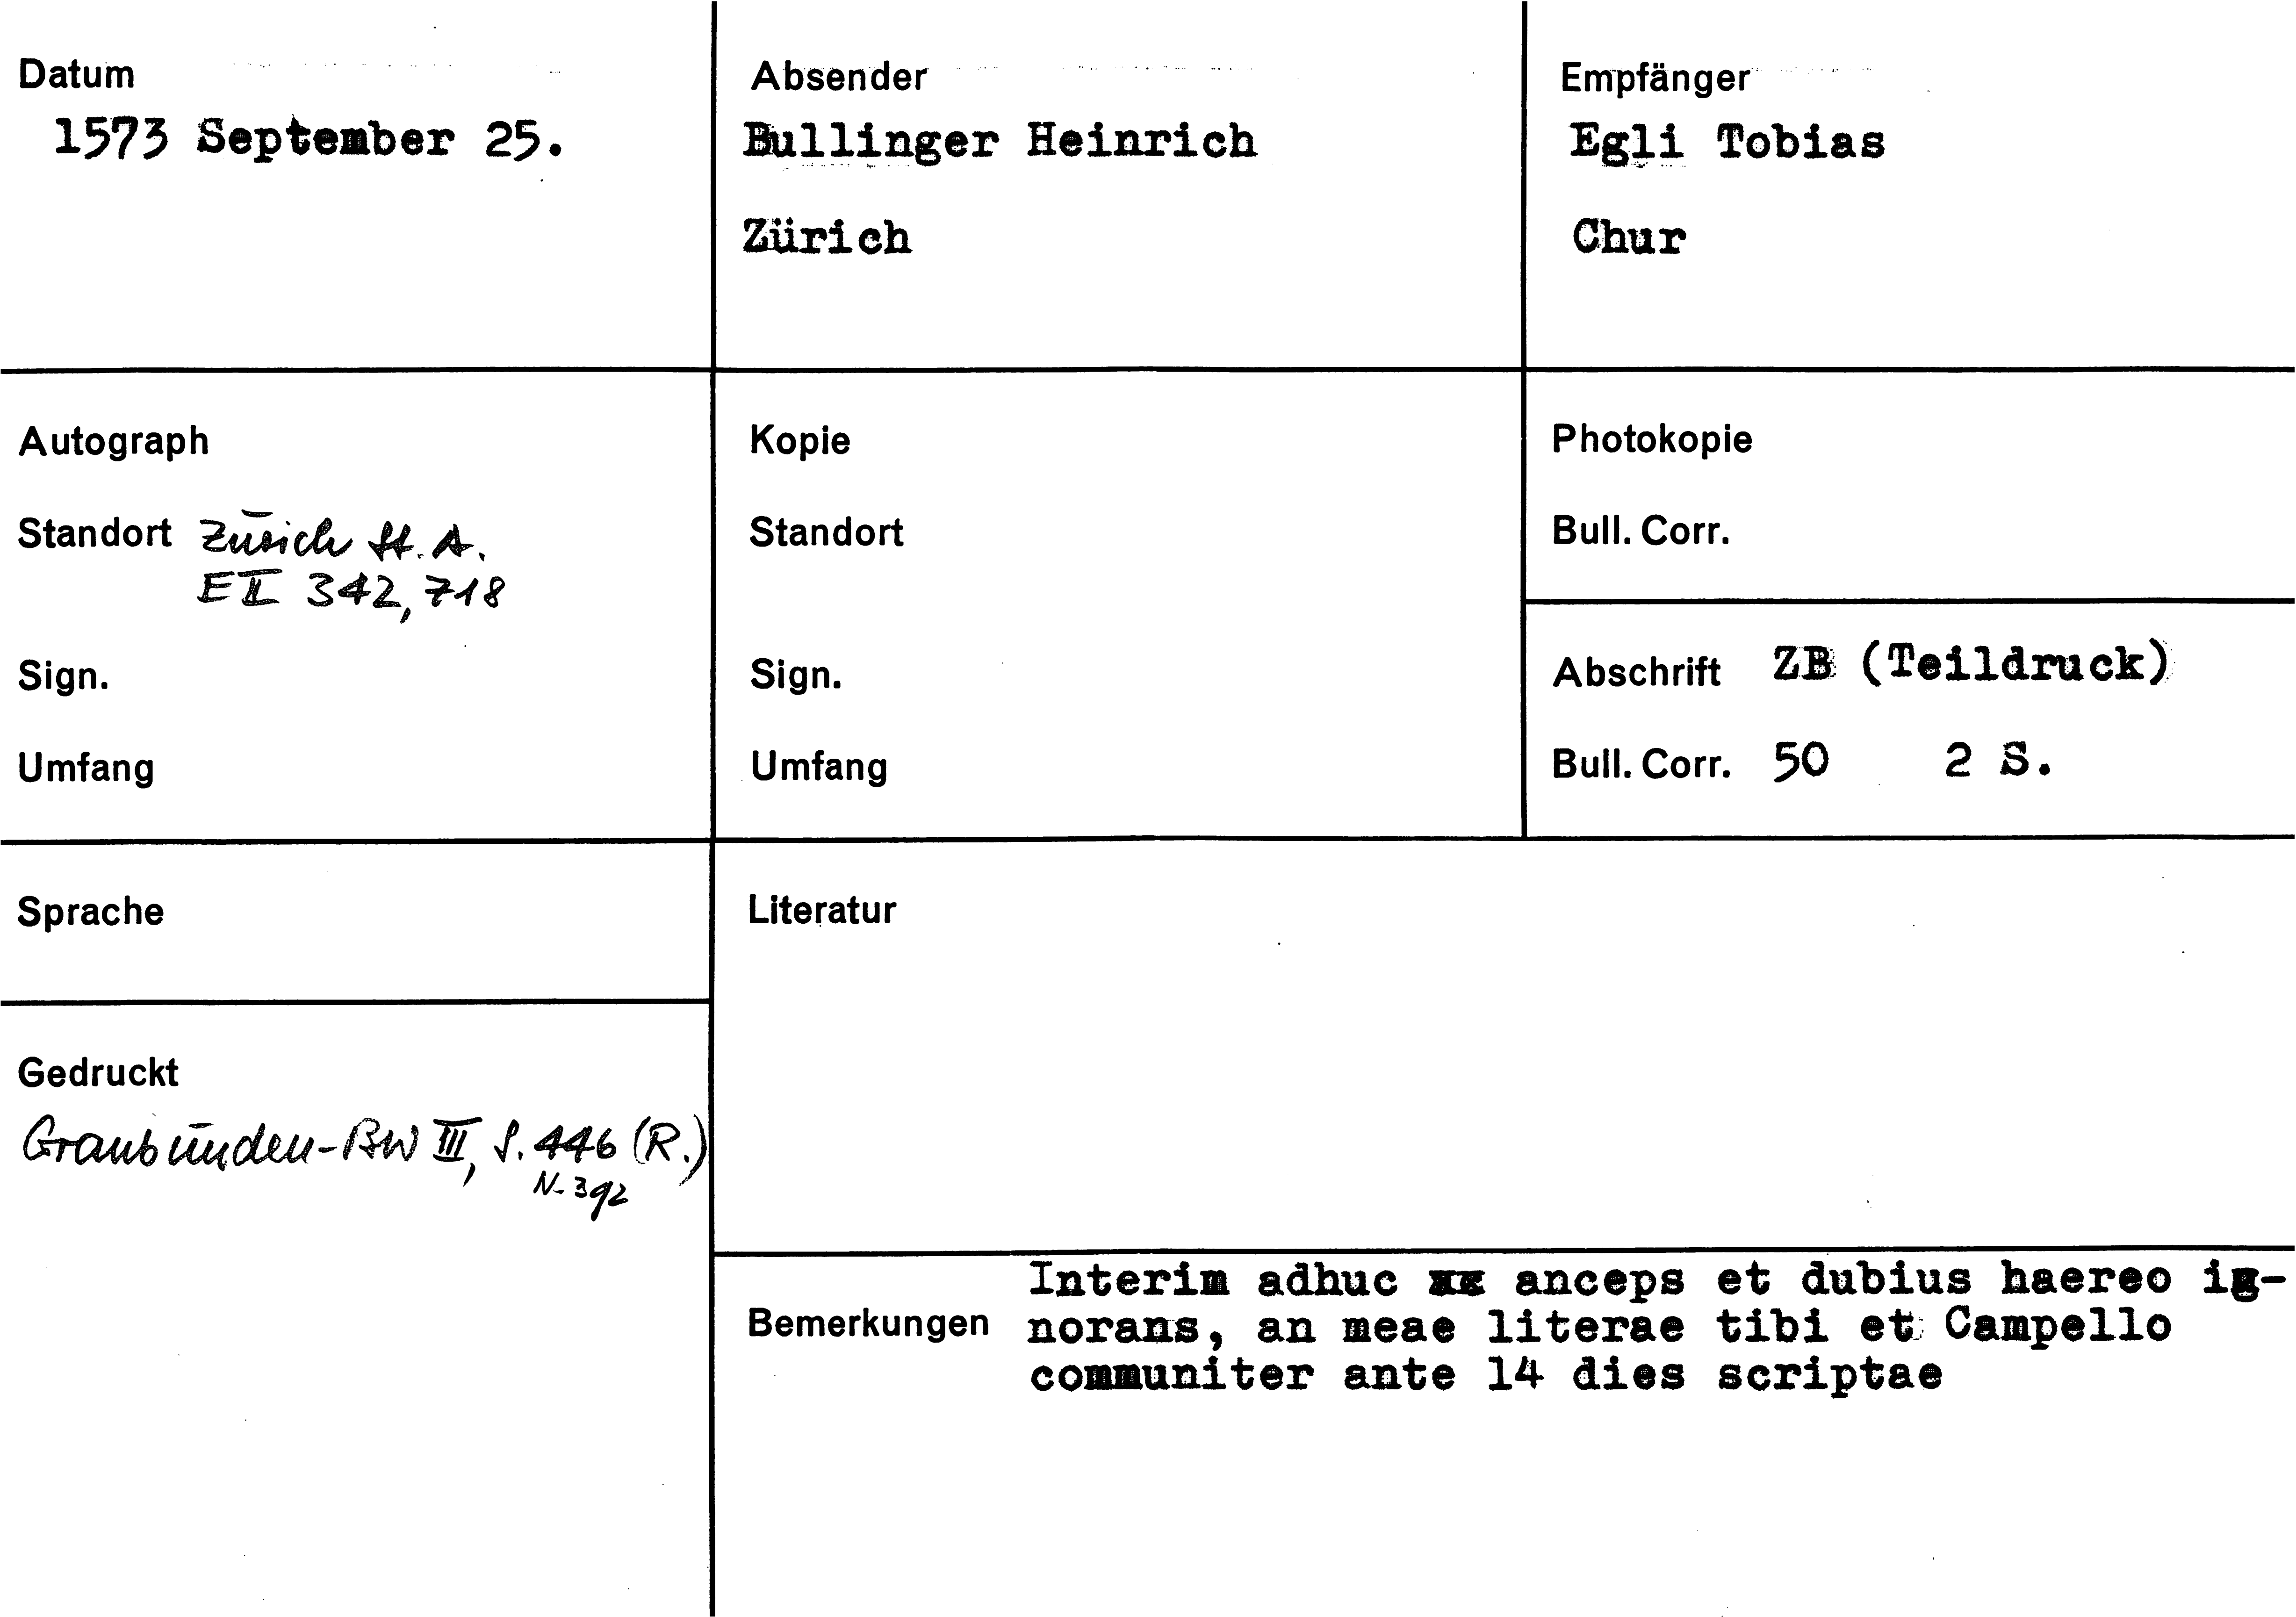 Datum
1573 September 25.
Absender
Bullinger Heinrich
Zürich
Empfänger
Egli Tobias
Chur
Autograph
Standort Zürich St. A.
E II 342, 718
Sign.
Umfang
Kopie
Standort
Sign.
Umfang
Photokopie
Bull. Corr.
Abschrift ZB (Teildruck)
Bull. Corr. 50 2 S.
Sprache
Literatur
Gedruckt
Graubünden-BW III, S. 446 (R.)
N. 392
Bemerkungen
Interim adhuc anceps et dubius haereo ig-
norans, an meae literae tibi et Campello
communiter ante 14 dies scriptae